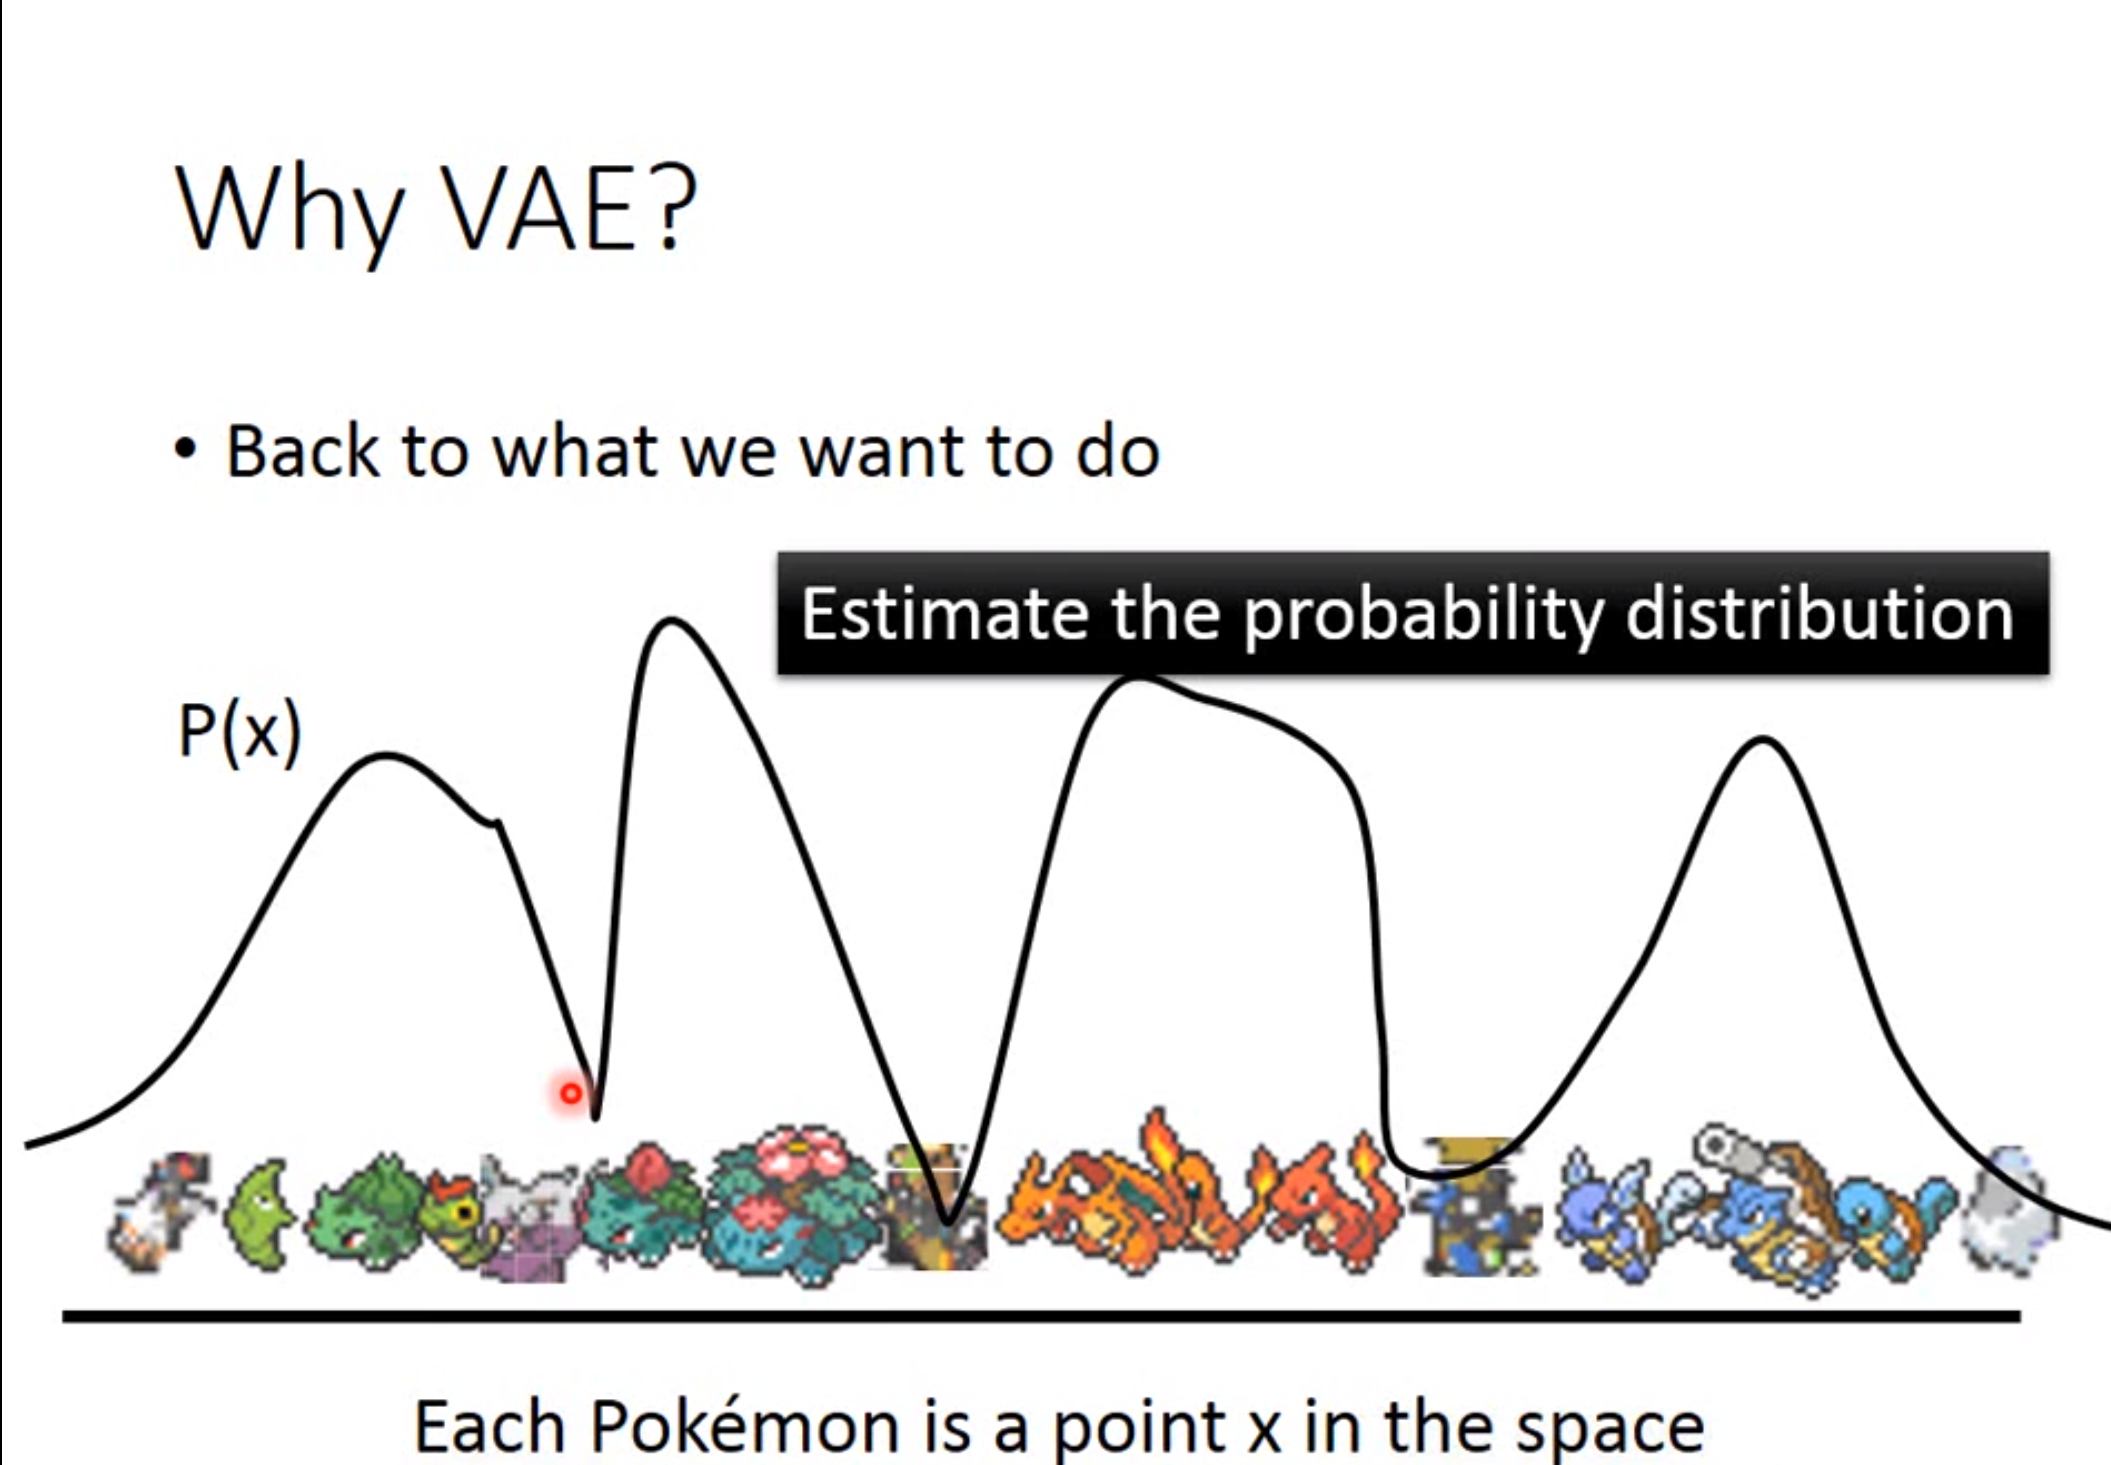 Why VAE?
• Back to what we want to do
Estimate the probability distribution
P(x)
Each Pokémon is a point x in the space